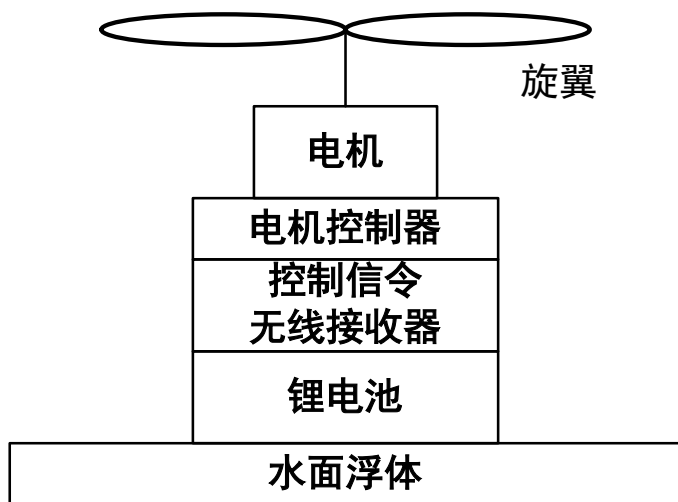 旋翼
电机
电机控制器
控制信令
无线接收器
锂电池
水面浮体